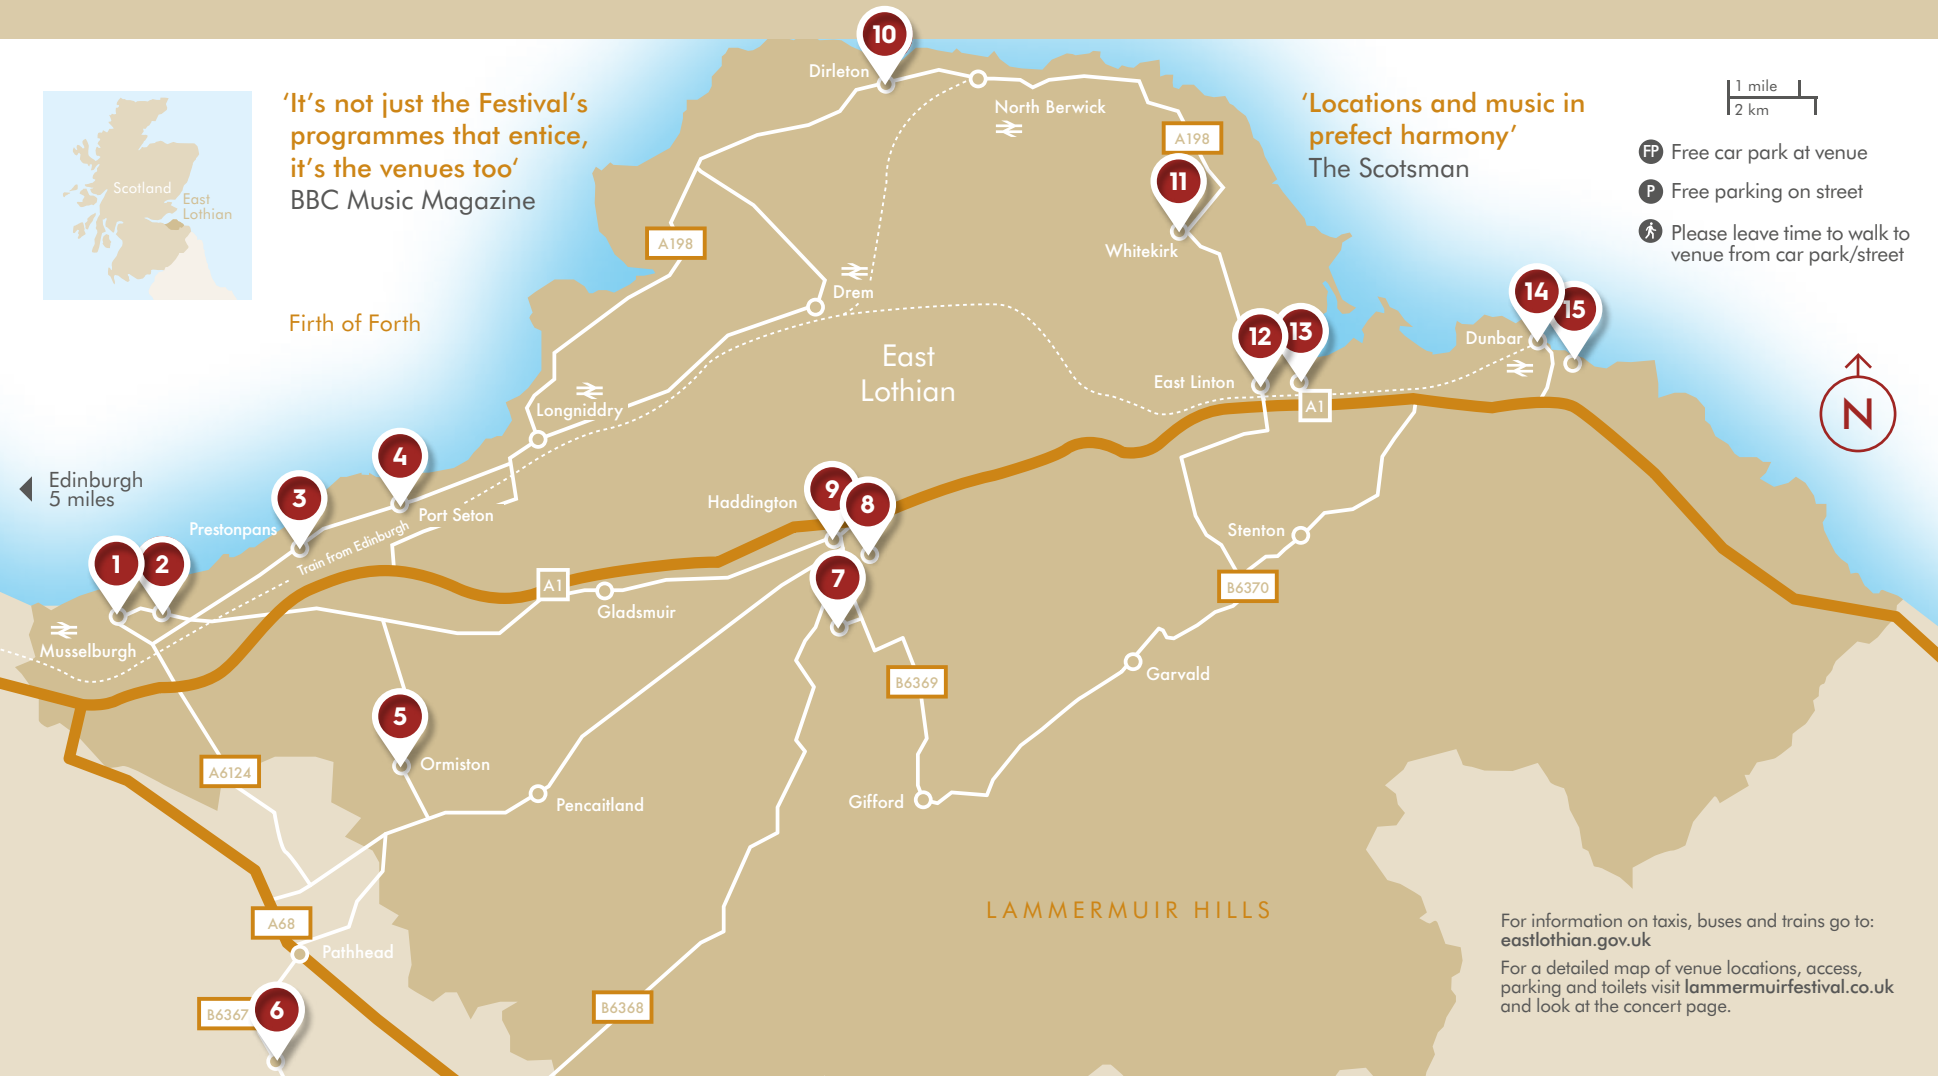 ‘It’s not just the Festival’s
programmes that entice,
it’s the venues too‘
BBC Music Magazine
‘Locations and music in
prefect harmony’
The Scotsman
1 mile
2 km
FP Free car park at venue
P Free parking on street
Please leave time to walk to
venue from car park/street
Scotland
East
Lothian
Firth of Forth
Edinburgh
5 miles
10
Dirleton
North Berwick
A198
11
Whitekirk
A198
Drem
East
Lothian
12
13
East Linton
A1
14
15
Dunbar
N
Longniddry
4
Port Seton
3
Prestonpans
Train from Edinburgh
1
2
Musselburgh
9
8
7
Haddington
A1
Gladsmuir
Stenton
B6370
Garvald
B6369
Gifford
5
Ormiston
Pencaitland
A6124
A68
Pathhead
B6367
6
B6368
LAMMERMUIR HILLS
For information on taxis, buses and trains go to:
eastlothian.gov.uk
For a detailed map of venue locations, access,
parking and toilets visit lammermuirfestival.co.uk
and look at the concert page.